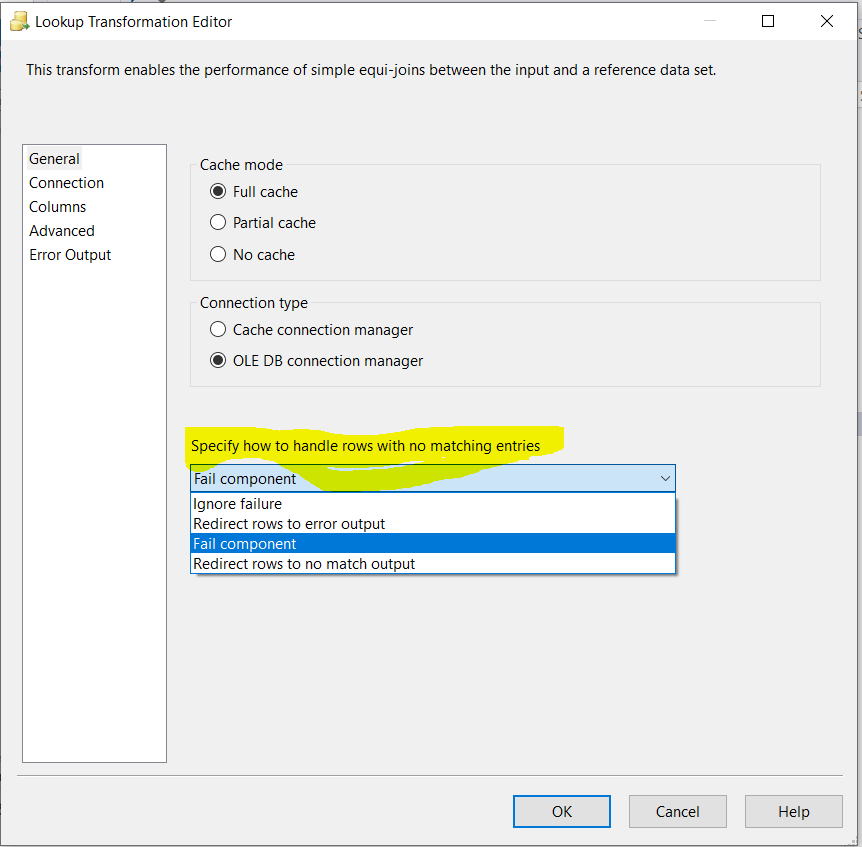 Lookup Transformation Editor
This transform enables the performance of simple equi-joins between the input and a reference data set.
General
Connection
Columns
Advanced
Error Output
Cache mode
Full cache
Partial cache
No cache
Connection type
Cache connection manager
OLE DB connection manager
Specify how to handle rows with no matching entries
Fail component
Ignore failure
Redirect rows to error output
Fail component
Redirect rows to no match output
OK
Cancel
Help